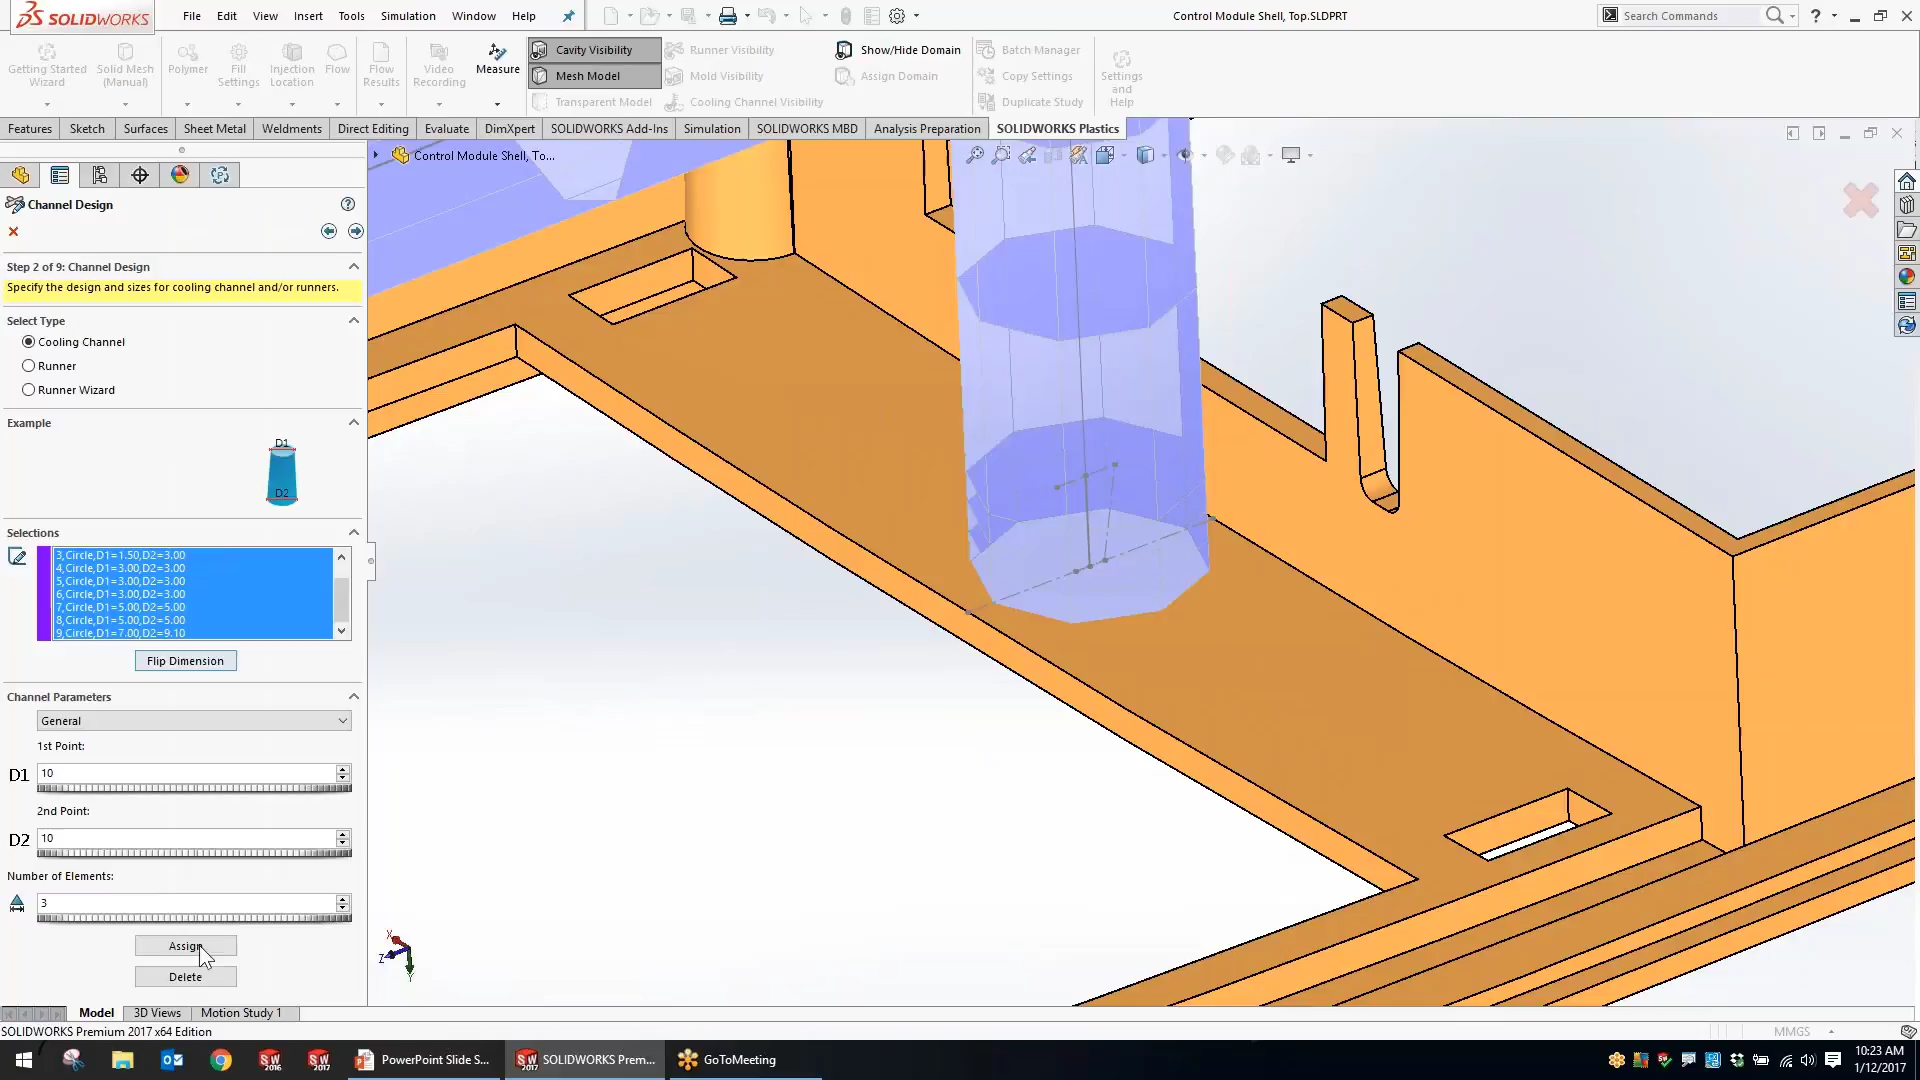 SOLIDWORKS
File Edit View Insert Tools Simulation Window Help
Control Module Shell, Top.SLDPRT
Search Commands
Getting Started Wizard
Solid Mesh (Manual)
Polymer
Fill Settings
Injection Location
Flow
Flow Results
Video Recording
Measure
Cavity Visibility
Mesh Model
Transparent Model
Runner Visibility
Mold Visibility
Cooling Channel Visibility
Show/Hide Domain
Assign Domain
Batch Manager
Copy Settings
Duplicate Study
Settings and Help
Features Sketch Surfaces Sheet Metal Weldments Direct Editing Evaluate DimXpert SOLIDWORKS Add-Ins Simulation SOLIDWORKS MBD Analysis Preparation SOLIDWORKS Plastics
Control Module Shell, To...
Channel Design
Step 2 of 9: Channel Design
Specify the design and sizes for cooling channel and/or runners.
Select Type
Cooling Channel
Runner
Runner Wizard
Example
D1
D2
Selections
3,Circle,D1=1.50,D2=3.00
4,Circle,D1=3.00,D2=3.00
5,Circle,D1=3.00,D2=3.00
6,Circle,D1=3.00,D2=3.00
7,Circle,D1=5.00,D2=5.00
8,Circle,D1=5.00,D2=5.00
9,Circle,D1=7.00,D2=9.10
Flip Dimension
Channel Parameters
General
1st Point:
D1 10
2nd Point:
D2 10
Number of Elements:
3
Assign
Delete
X
Z
Y
Model 3D Views Motion Study 1
SOLIDWORKS Premium 2017 x64 Edition
MMGS
PowerPoint Slide S...
SOLIDWORKS Prem...
GoToMeeting
10:23 AM
1/12/2017